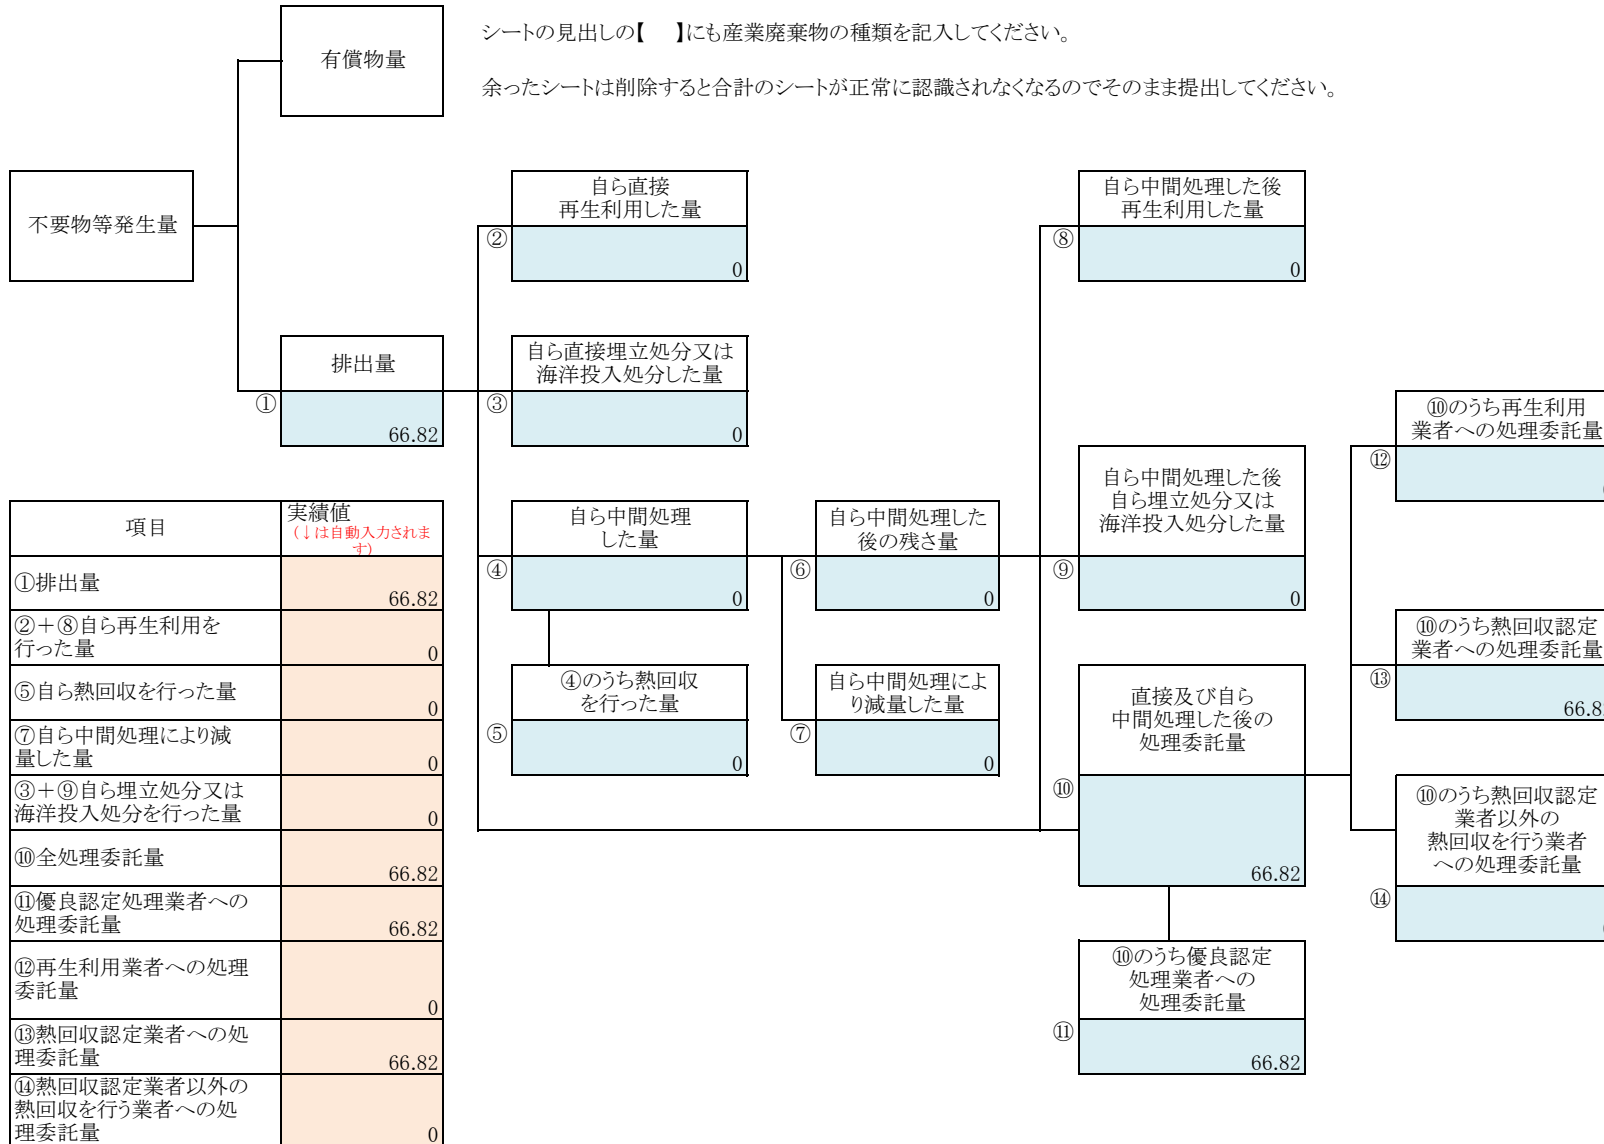 シートの見出しの【　】にも産業廃棄物の種類を記入してください。
余ったシートは削除すると合計のシートが正常に認識されなくなるのでそのまま提出してください。
有償物量
不要物等発生量
排出量
①
66.82
自ら直接
再生利用した量
②
0
自ら直接埋立処分又は
海洋投入処分した量
③
0
自ら中間処理
した量
④
0
④のうち熱回収
を行った量
⑤
0
自ら中間処理した
後の残さ量
⑥
0
自ら中間処理によ
り減量した量
⑦
0
自ら中間処理した後
再生利用した量
⑧
0
自ら中間処理した後
自ら埋立処分又は
海洋投入処分した量
⑨
0
直接及び自ら
中間処理した後の
処理委託量
⑩
66.82
⑩のうち優良認定
処理業者への
処理委託量
⑪
66.82
⑩のうち再生利用
業者への処理委託量
⑫
⑩のうち熱回収認定
業者への処理委託量
⑬
66.8
⑩のうち熱回収認定
業者以外の
熱回収を行う業者
への処理委託量
⑭
項目
実績値
(↓は自動入力されま
す)
①排出量
66.82
②＋⑧自ら再生利用を
行った量
0
⑤自ら熱回収を行った量
0
⑦自ら中間処理により減
量した量
0
③＋⑨自ら埋立処分又は
海洋投入処分を行った量
0
⑩全処理委託量
66.82
⑪優良認定処理業者への
処理委託量
66.82
⑫再生利用業者への処理
委託量
0
⑬熱回収認定業者への処
理委託量
66.82
⑭熱回収認定業者以外の
熱回収を行う業者への処
理委託量
0